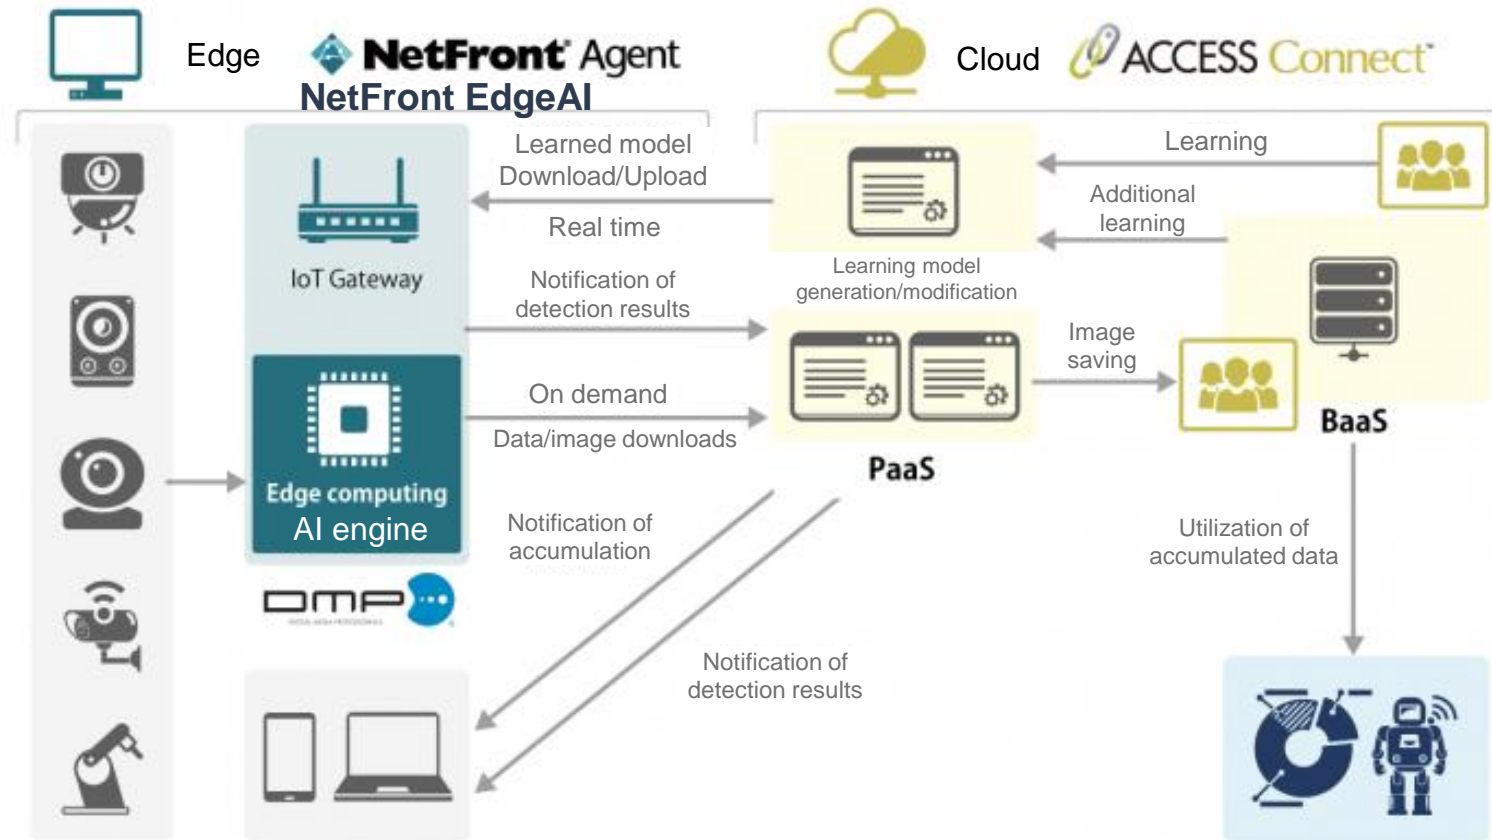 Edge
NetFront Agent
NetFront EdgeAI
Cloud
ACCESS Connect™
Learned model
Download/Upload
Real time
IoT Gateway
Notification of
detection results
On demand
Data/image downloads
Edge computing
AI engine
DMP
Learning
Additional
learning
Learning model
generation/modification
Image
saving
PaaS
BaaS
Notification of
accumulation
Notification of
detection results
Utilization of
accumulated data